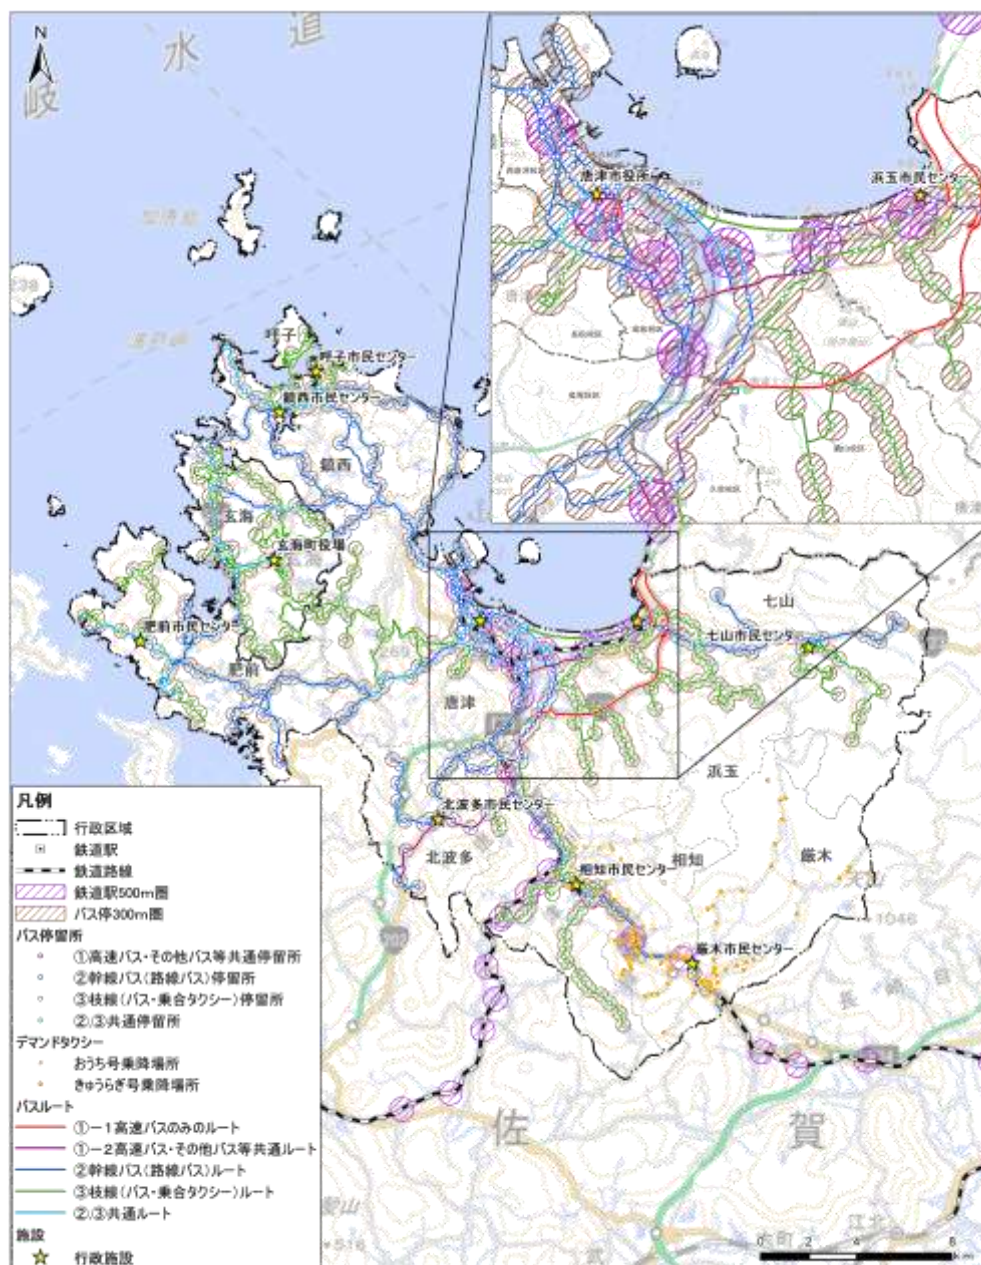 N
水
道
岐
唐津市役所
浜玉市民センター
呼子
呼子市民センター
鎮西市民センター
鎮西
玄海
玄海町役場
肥前市民センター
肥前
七山
七山市民センター
唐津
浜玉
北波多市民センター
北波多
相知市民センター
相知
厳木
厳木市民センター
202
1046
佐
賀
江北
516
凡例
行政区域
鉄道駅
鉄道路線
鉄道駅500m圏
バス停300m圏
バス停留所
①高速バス・その他バス等共通停留所
②幹線バス(路線バス)停留所
③枝線(バス・乗合タクシー)停留所
②,③共通停留所
デマンドタクシー
おうち号乗降場所
きゅうらぎ号乗降場所
バスルート
①-1高速バスのみのルート
①-2高速バス・その他バス等共通ルート
②幹線バス(路線バス)ルート
③枝線(バス・乗合タクシー)ルート
②,③共通ルート
施設
行政施設
0 2 4 6 8
km